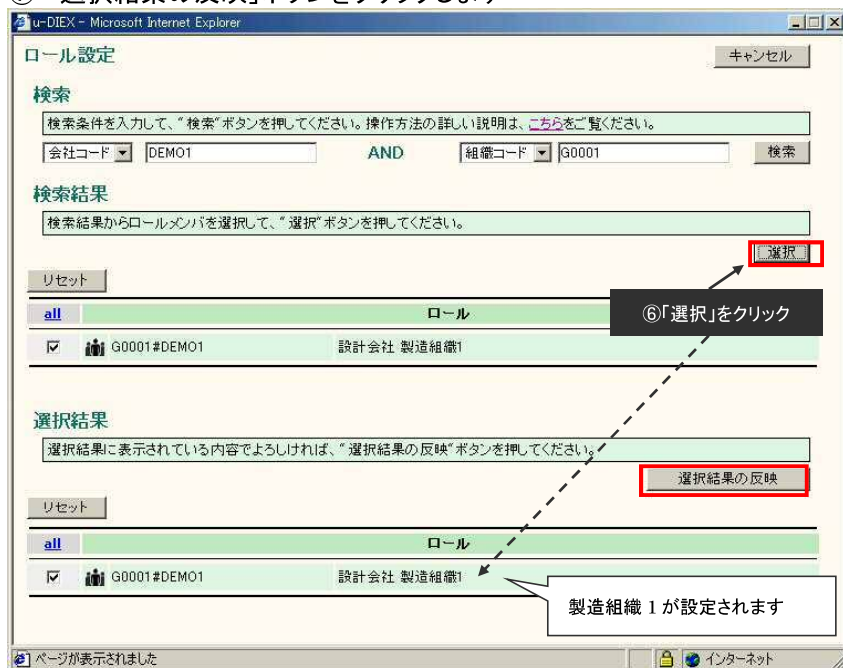 「選択結果の反映」ボタンをクリックします
u-DIEX - Microsoft Internet Explorer
ロール設定
キャンセル
検索
検索条件を入力して、"検索"ボタンを押してください。操作方法の詳しい説明は、こちらをご覧ください。
会社コード DEMO1 AND 組織コード G0001 検索
検索結果
検索結果からロールメンバを選択して、"選択"ボタンを押してください。
選択
リセット
all ロール
⑥「選択」をクリック
G0001#DEMO1 設計会社 製造組織1
選択結果
選択結果に表示されている内容でよろしければ、"選択結果の反映"ボタンを押してください。
選択結果の反映
リセット
all ロール
G0001#DEMO1 設計会社 製造組織1
製造組織 1 が設定されます
ページが表示されました インターネット